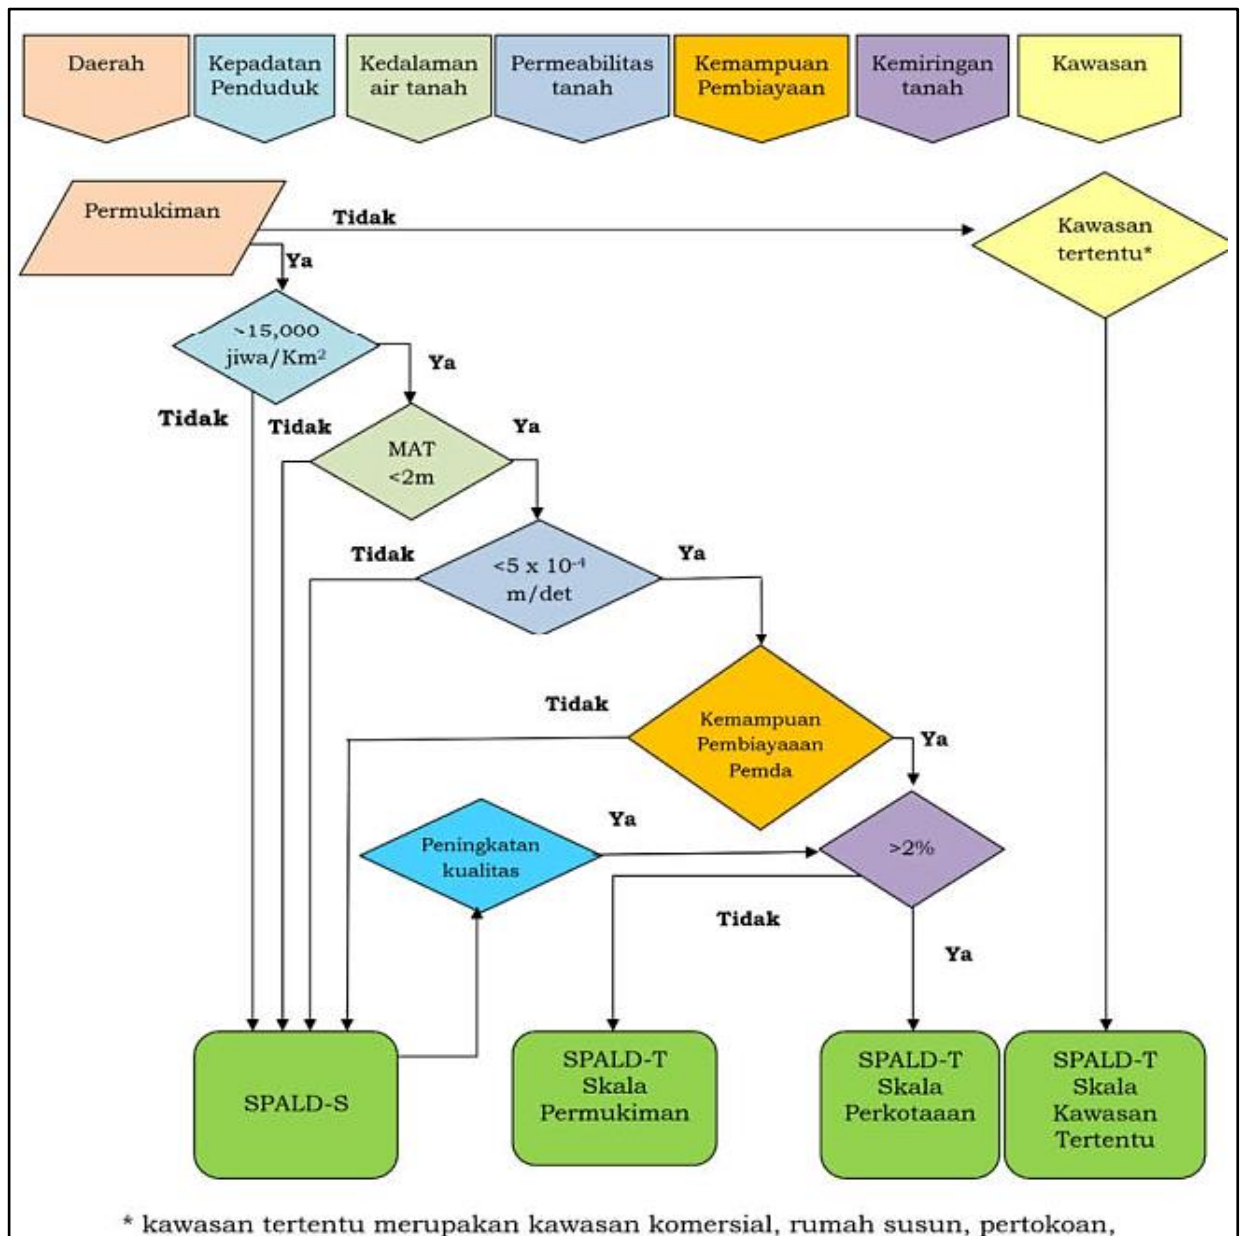 Daerah
Kepadatan
Penduduk
Kedalaman
air tanah
Permeabilitas
tanah
Kemampuan
Pembiayaan
Kemiringan
tanah
Kawasan
Permukiman
Tidak
Kawasan
tertentu*
Ya
15,000
jiwa/Km²
Ya
Tidak
Tidak
MAT
<2m
Ya
Tidak
<5 x 10⁻⁴
m/det
Ya
Tidak
Kemampuan
Pembiayaaan
Pemda
Ya
Peningkatan
kualitas
Ya
>2%
Tidak
Ya
SPALD-S
SPALD-T
Skala
Permukiman
SPALD-T
Skala
Perkotaaan
SPALD-T
Skala
Kawasan
Tertentu
* kawasan tertentu merupakan kawasan komersial, rumah susun, pertokoan,